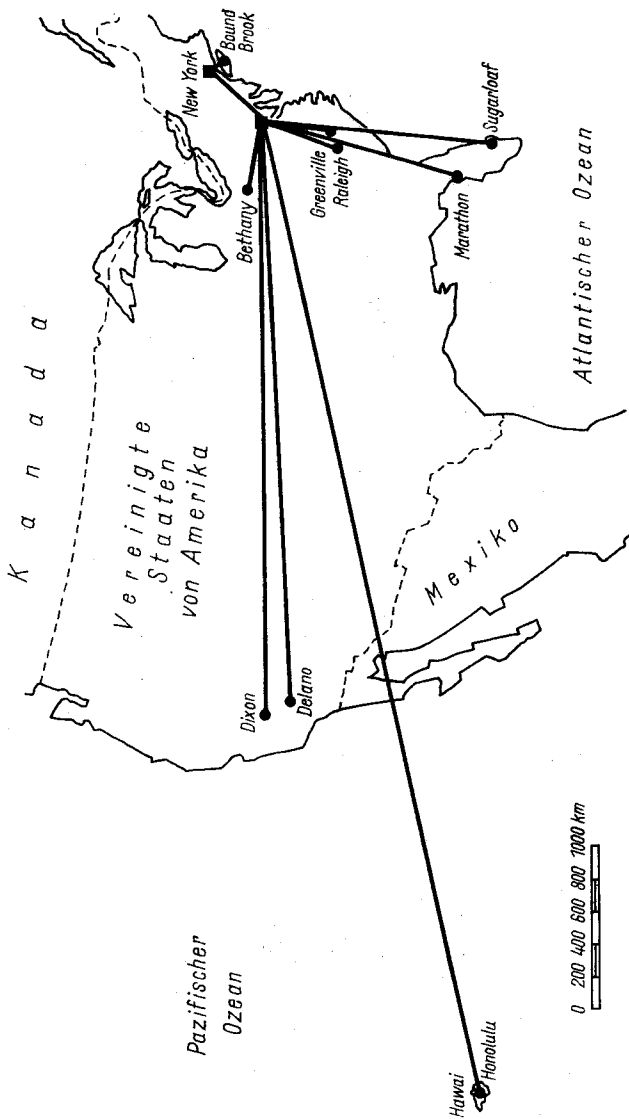 Kanada
Vereinigte
Staaten
von Amerika
Bethany
New York
Bound
Brook
Greenville
Raleigh
Sugarloaf
Marathon
Atlantischer Ozean
Dixon
Delano
Mexiko
Pazifischer
Ozean
Hawai
Honolulu
0 200 400 600 800 1000 km